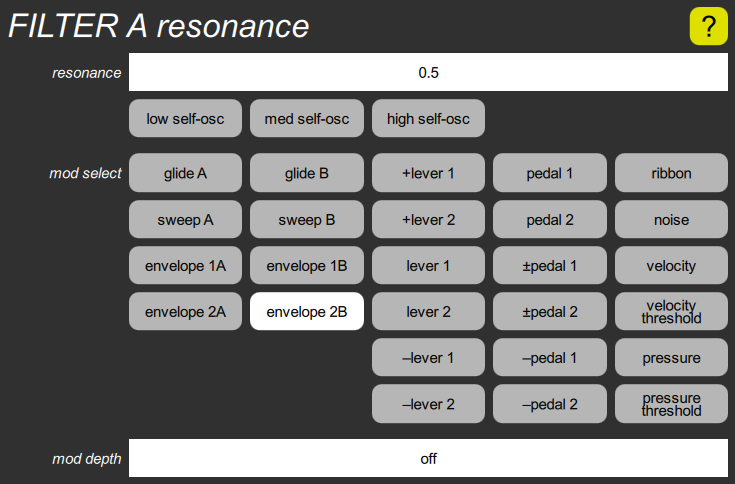 FILTER A resonance ?
resonance 0.5
low self-osc med self-osc high self-osc
mod select glide A glide B +lever 1 pedal 1 ribbon
sweep A sweep B +lever 2 pedal 2 noise
envelope 1A envelope 1B lever 1 ±pedal 1 velocity
envelope 2A envelope 2B lever 2 ±pedal 2 velocity threshold
–lever 1 –pedal 1 pressure
–lever 2 –pedal 2 pressure threshold
mod depth off